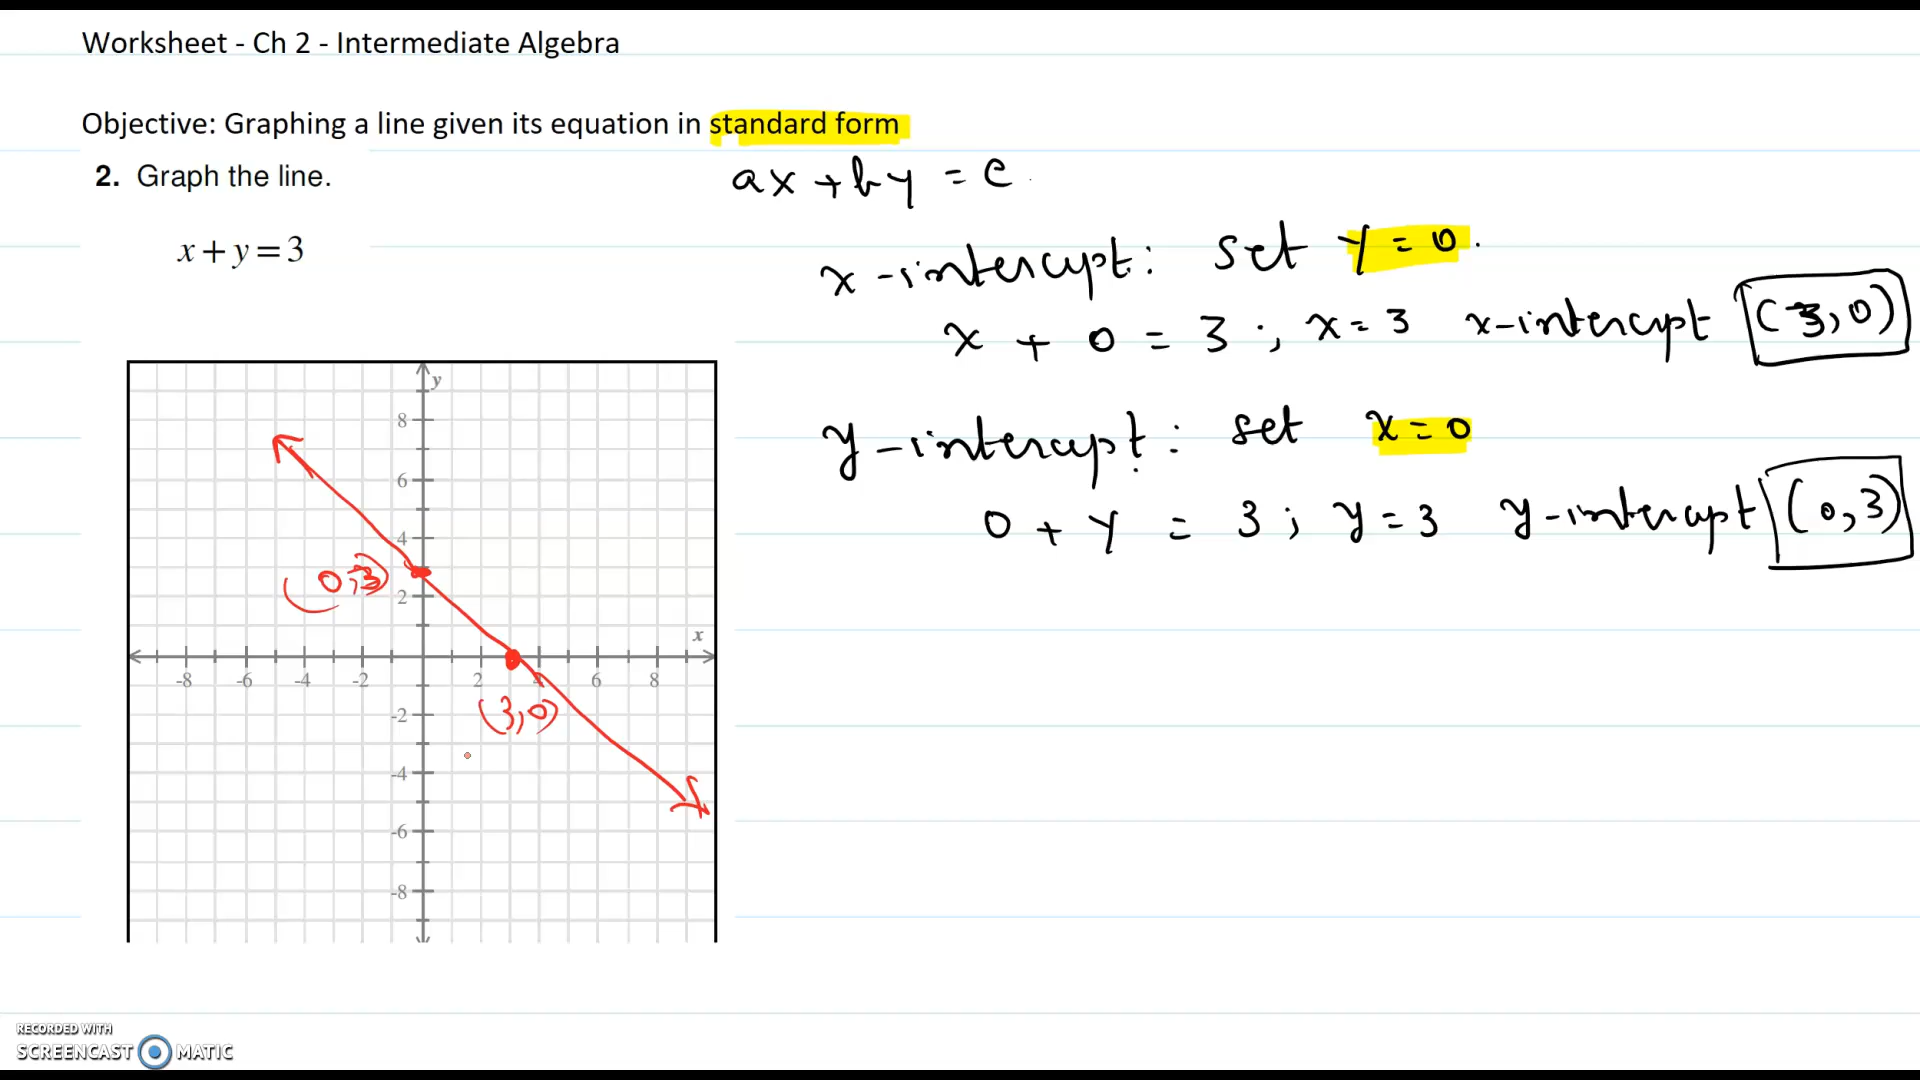 Worksheet - Ch 2 - Intermediate Algebra
Objective: Graphing a line given its equation in standard form
2. Graph the line.
ax + by = c
x + y = 3
x-intercept: set y = 0.
x + 0 = 3 ; x = 3 x-intercept (3,0)
y-intercept: set x = 0
0 + y = 3 ; y = 3 y-intercept (0,3)
y
8
6
4
(0,3)
2
x
-8 -6 -4 -2 2 4 6 8
(3,0)
-2
-4
-6
-8
RECORDED WITH
SCREENCAST MATIC